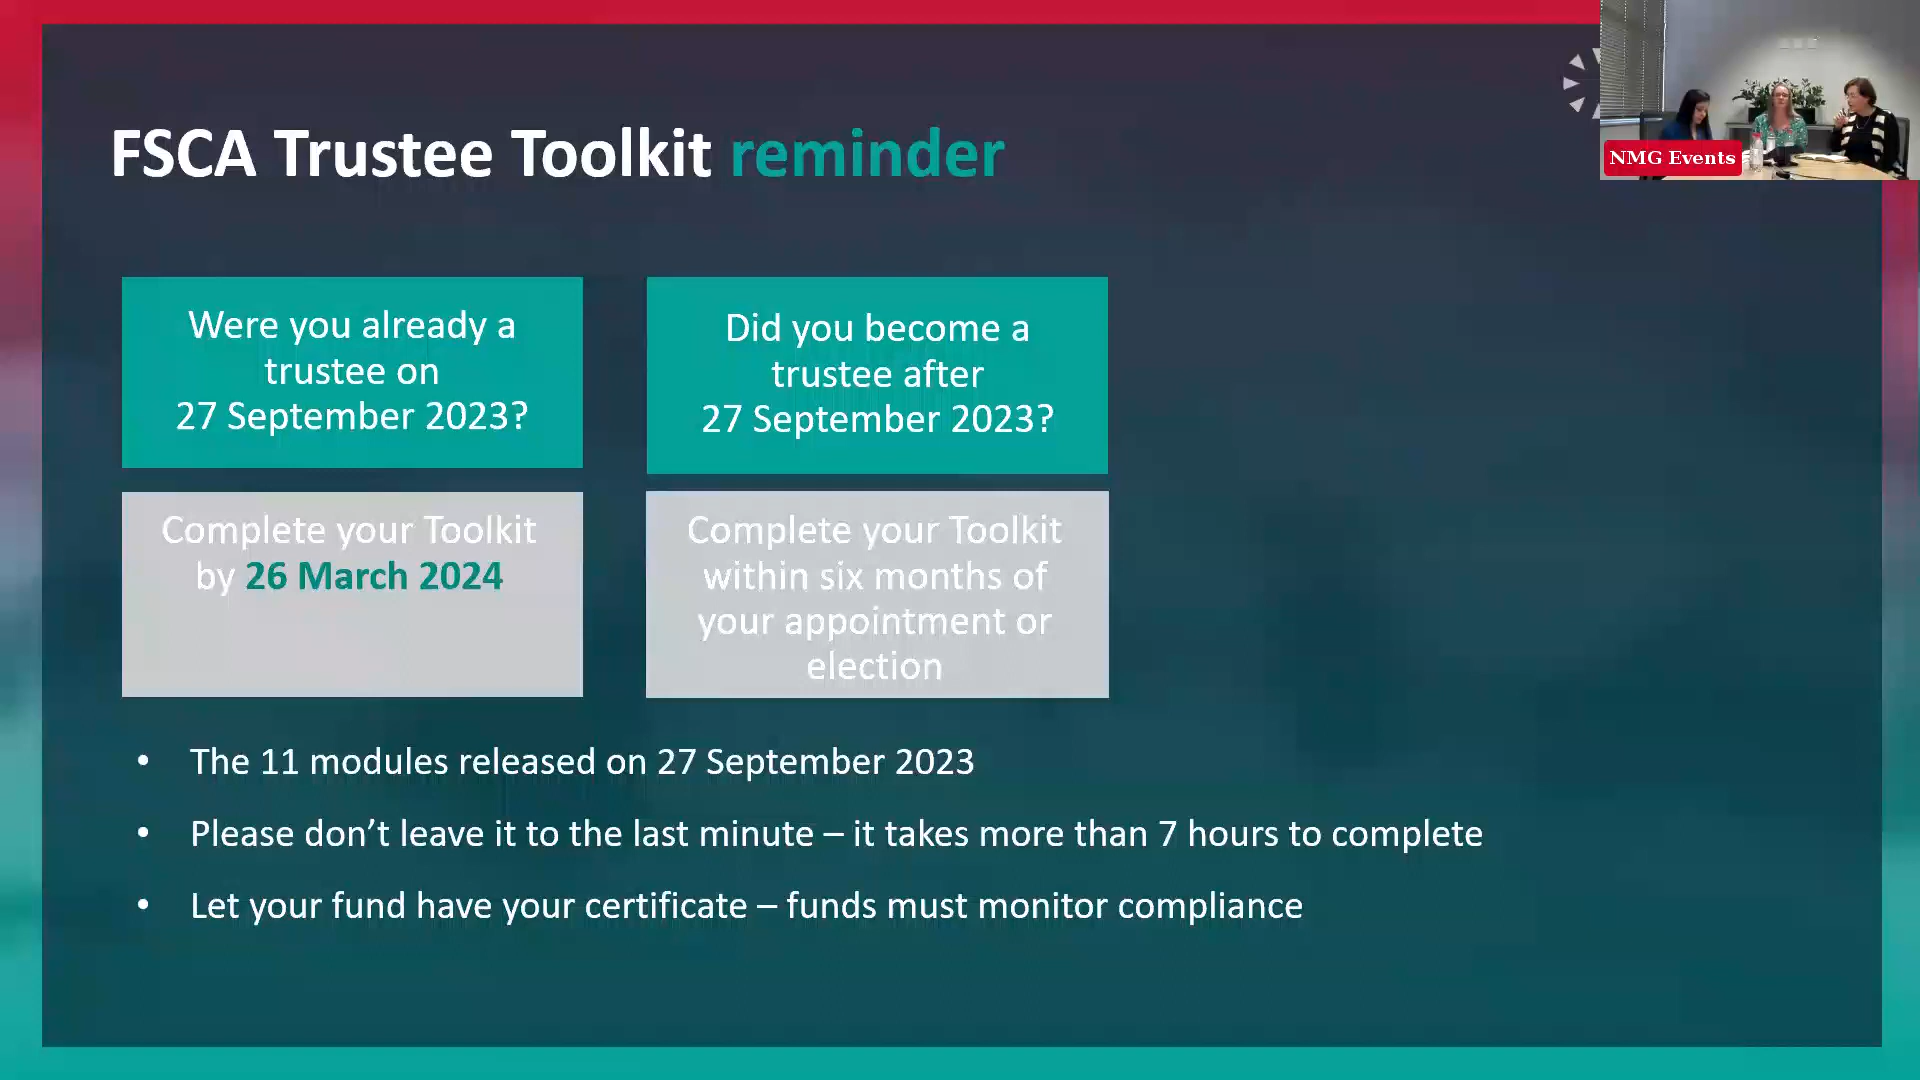 FSCA Trustee Toolkit reminder
NMG Events
Were you already a
trustee on
27 September 2023?
Did you become a
trustee after
27 September 2023?
Complete your Toolkit
by 26 March 2024
Complete your Toolkit
within six months of
your appointment or
election
• The 11 modules released on 27 September 2023
• Please don’t leave it to the last minute – it takes more than 7 hours to complete
• Let your fund have your certificate – funds must monitor compliance